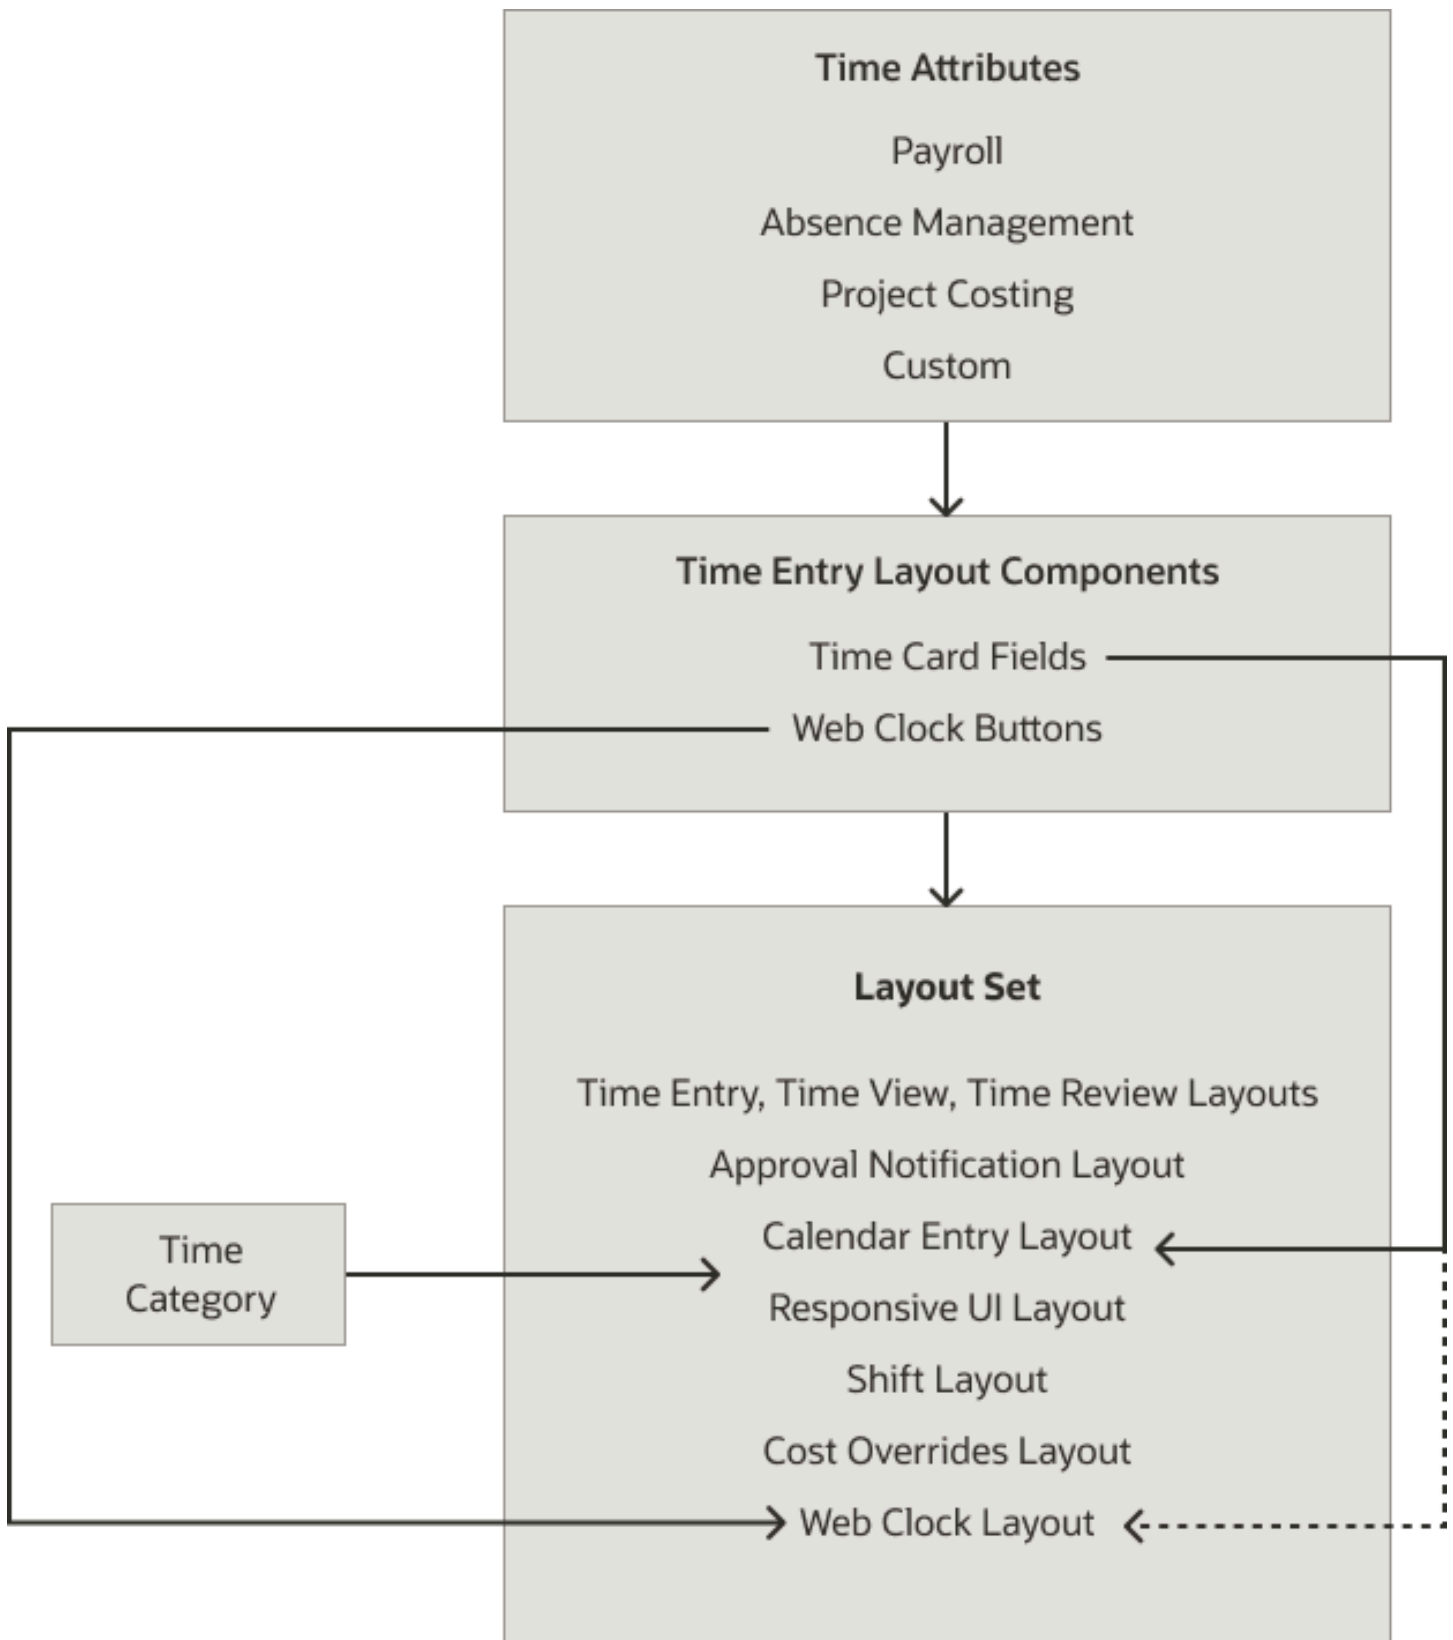 Time Attributes
Payroll
Absence Management
Project Costing
Custom
Time Entry Layout Components
Time Card Fields
Web Clock Buttons
Layout Set
Time Entry, Time View, Time Review Layouts
Approval Notification Layout
Time
Category
Calendar Entry Layout
Responsive UI Layout
Shift Layout
Cost Overrides Layout
Web Clock Layout